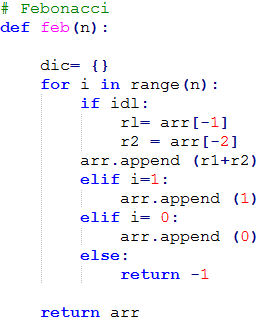 # Febonacci
def feb(n):
dic= {}
for i in range(n):
if idl:
rl= arr[-1]
r2 = arr[-2]
arr.append (r1+r2)
elif i=1:
arr.append (1)
elif i= 0:
arr.append (0)
else:
return -1
return arr